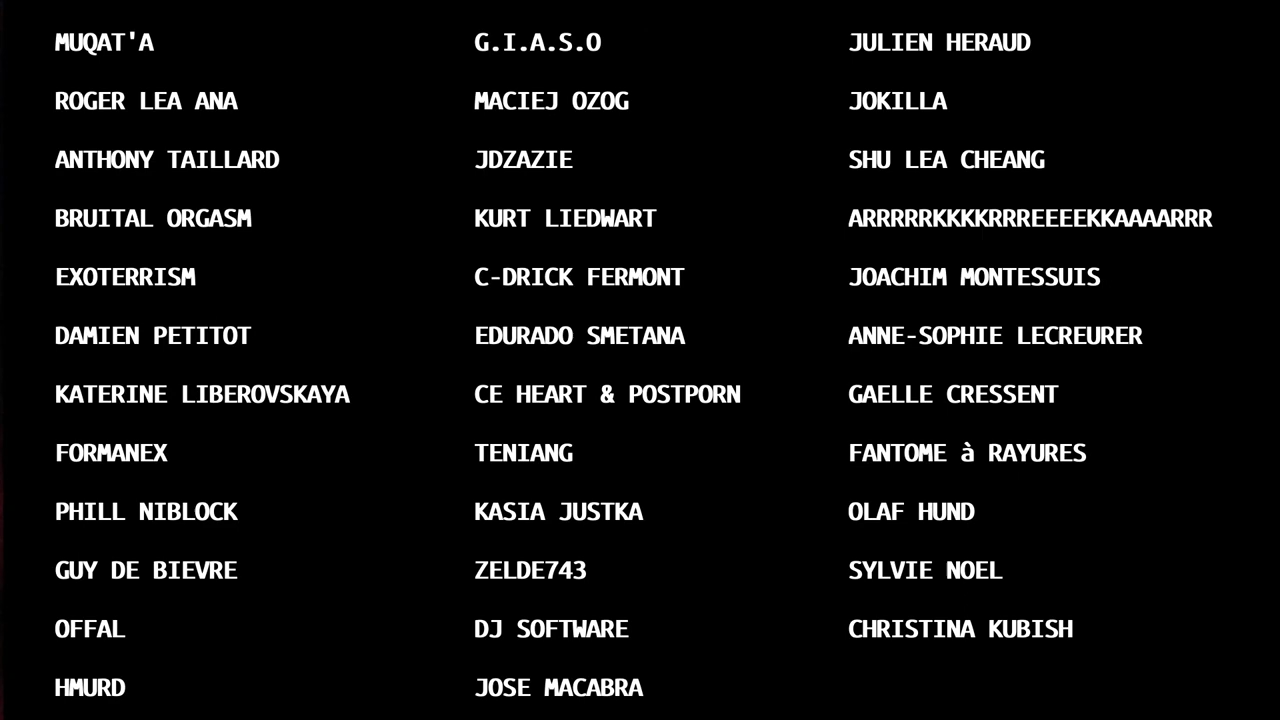 MUQAT'A
ROGER LEA ANA
ANTHONY TAILLARD
BRUITAL ORGASM
EXOTERRISM
DAMIEN PETITOT
KATERINE LIBEROVSKAYA
FORMANEX
PHILL NIBLOCK
GUY DE BIEVRE
OFFAL
HMURD
G.I.A.S.O
MACIEJ OZOG
JDZAZIE
KURT LIEDWART
C-DRICK FERMONT
EDURADO SMETANA
CE HEART & POSTPORN
TENIANG
KASIA JUSTKA
ZELDE743
DJ SOFTWARE
JOSE MACABRA
JULIEN HERAUD
JOKILLA
SHU LEA CHEANG
ARRRRRKKKKRRREEEEKKAAAARRR
JOACHIM MONTESSUIS
ANNE-SOPHIE LECREURER
GAELLE CRESSENT
FANTOME à RAYURES
OLAF HUND
SYLVIE NOEL
CHRISTINA KUBISH